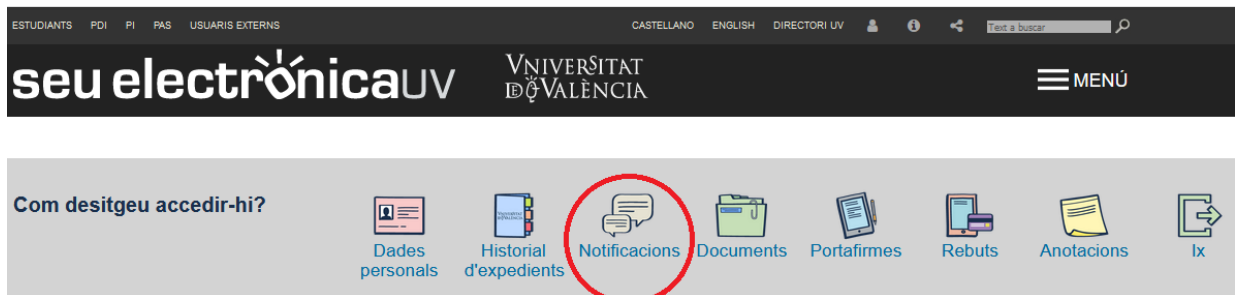 ESTUDIANTS PDI PI PAS USUARIS EXTERNS CASTELLANO ENGLISH DIRECTORI UV Text a buscar
seu electrònicauv VNIVERSITAT
DE VALÈNCIA MENÚ
Com desitgeu accedir-hi?
Dades personals
Historial d'expedients
Notificacions
Documents
Portafirmes
Rebuts
Anotacions
Ix